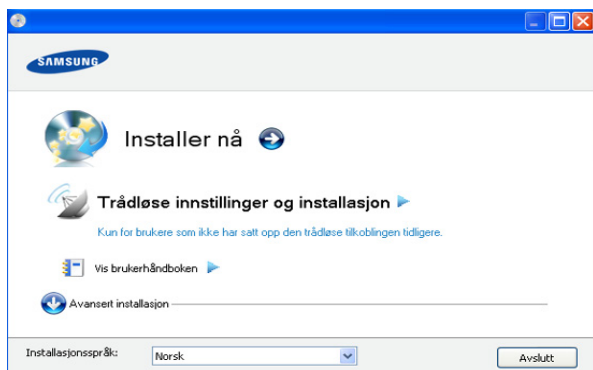 SAMSUNG
Installer nå
Trådløse innstillinger og installasjon
Kun for brukere som ikke har satt opp den trådløse tilkoblingen tidligere.
Vis brukerhåndboken
Avansert installasjon
Installasjonsspråk: Norsk Avslutt